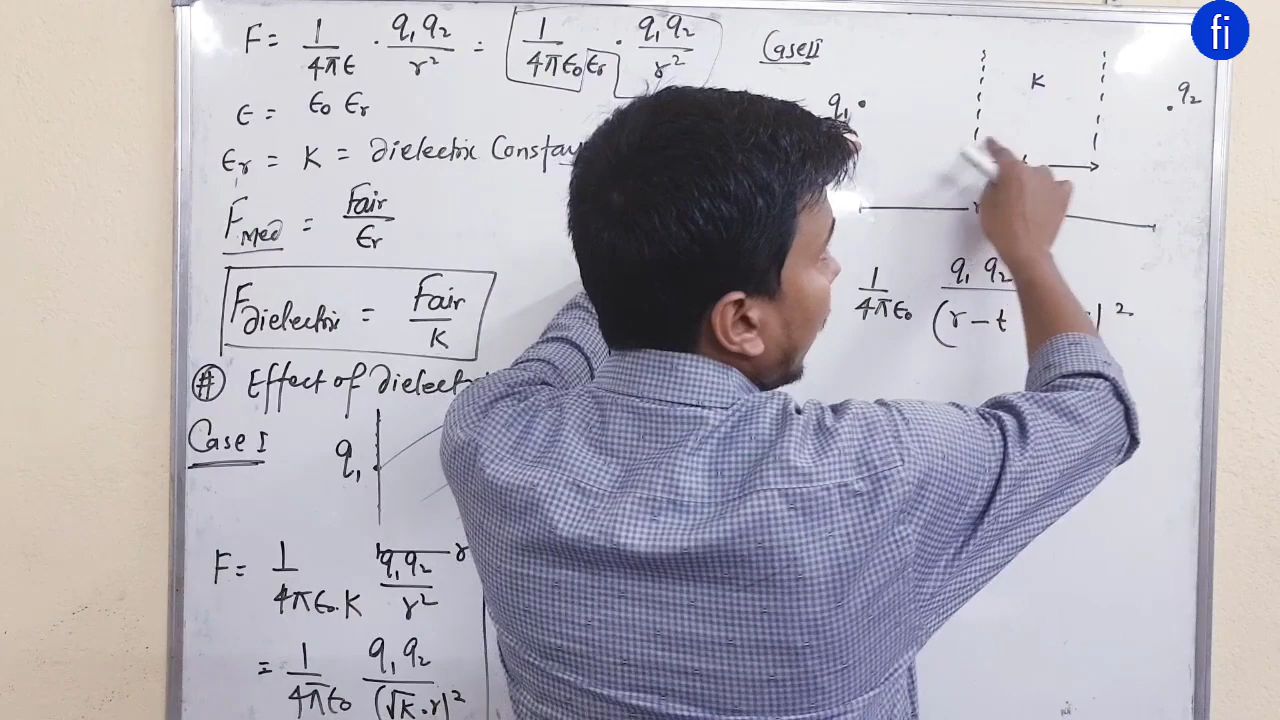 F = 1/4πϵ · q₁q₂/r² = 1/4πϵ₀ϵr · q₁q₂/r²
ϵ = ϵ₀ ϵr
ϵr = K = Dielectric
FMed = Fair/ϵr
FDielectric = Fair/K
# Effect of
Case I
q₁
r
F = 1/4πϵ₀.K q₁q₂/r²
= 1/4πϵ₀ q₁q₂/(√K.r)²
Case II
K
q₁ q₂
1/4πϵ₀ q₁ q₂
(r - t )²
fi